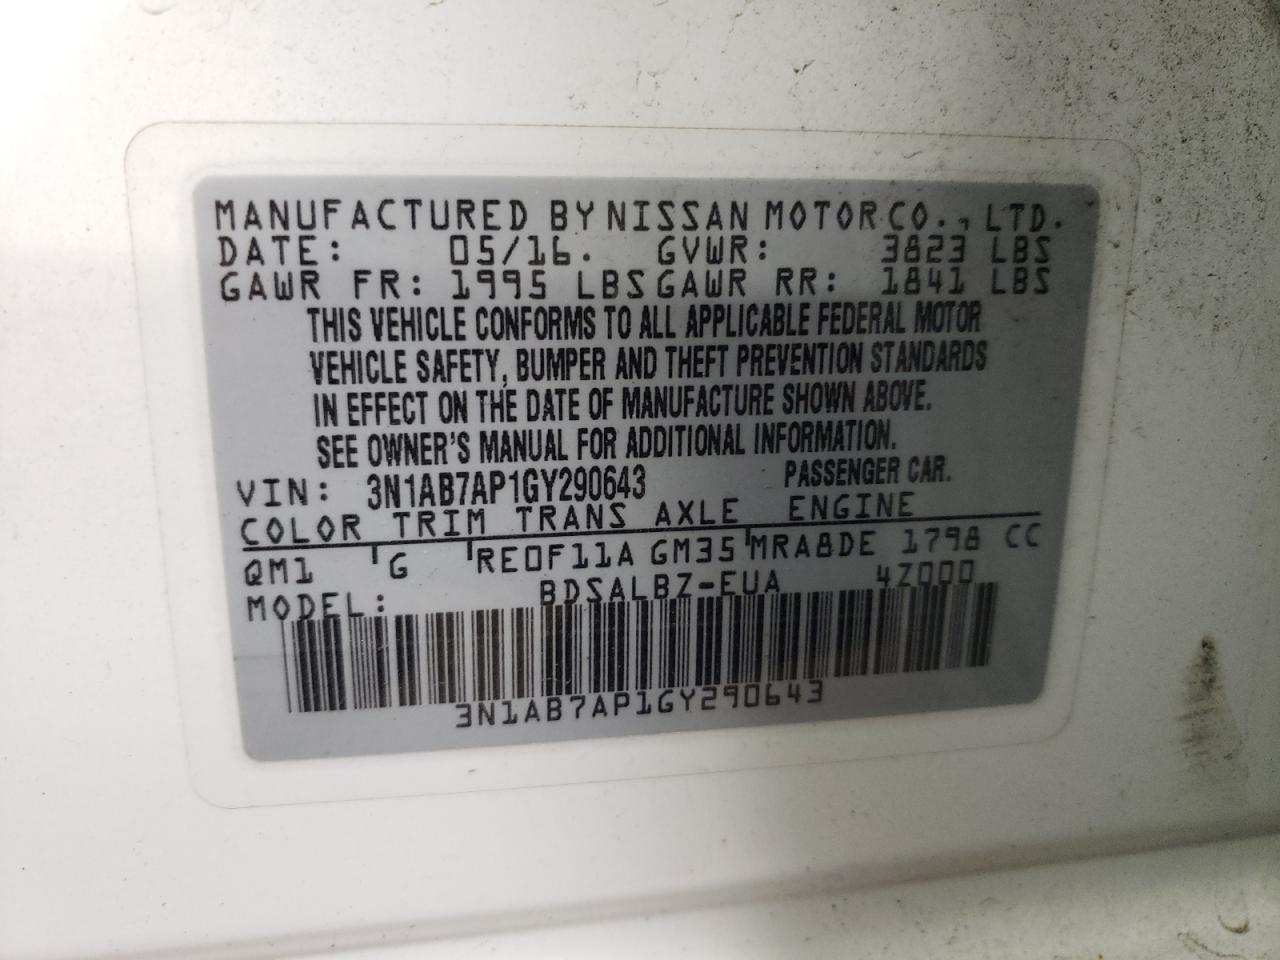 MANUFACTURED BY NISSAN MOTOR CO., LTD.
DATE: 05/16. GVWR: 3823 LBS
GAWR FR: 1995 LBS GAWR RR: 1841 LBS
THIS VEHICLE CONFORMS TO ALL APPLICABLE FEDERAL MOTOR
VEHICLE SAFETY, BUMPER AND THEFT PREVENTION STANDARDS
IN EFFECT ON THE DATE OF MANUFACTURE SHOWN ABOVE.
SEE OWNER'S MANUAL FOR ADDITIONAL INFORMATION.
VIN: 3N1AB7AP1GY290643 PASSENGER CAR.
COLOR TRIM TRANS AXLE ENGINE
QM1 G RE0F11A GM35 MRA8DE 1798 CC
MODEL: BDSALBZ-EUA 4Z000
3N1AB7AP1GY290643